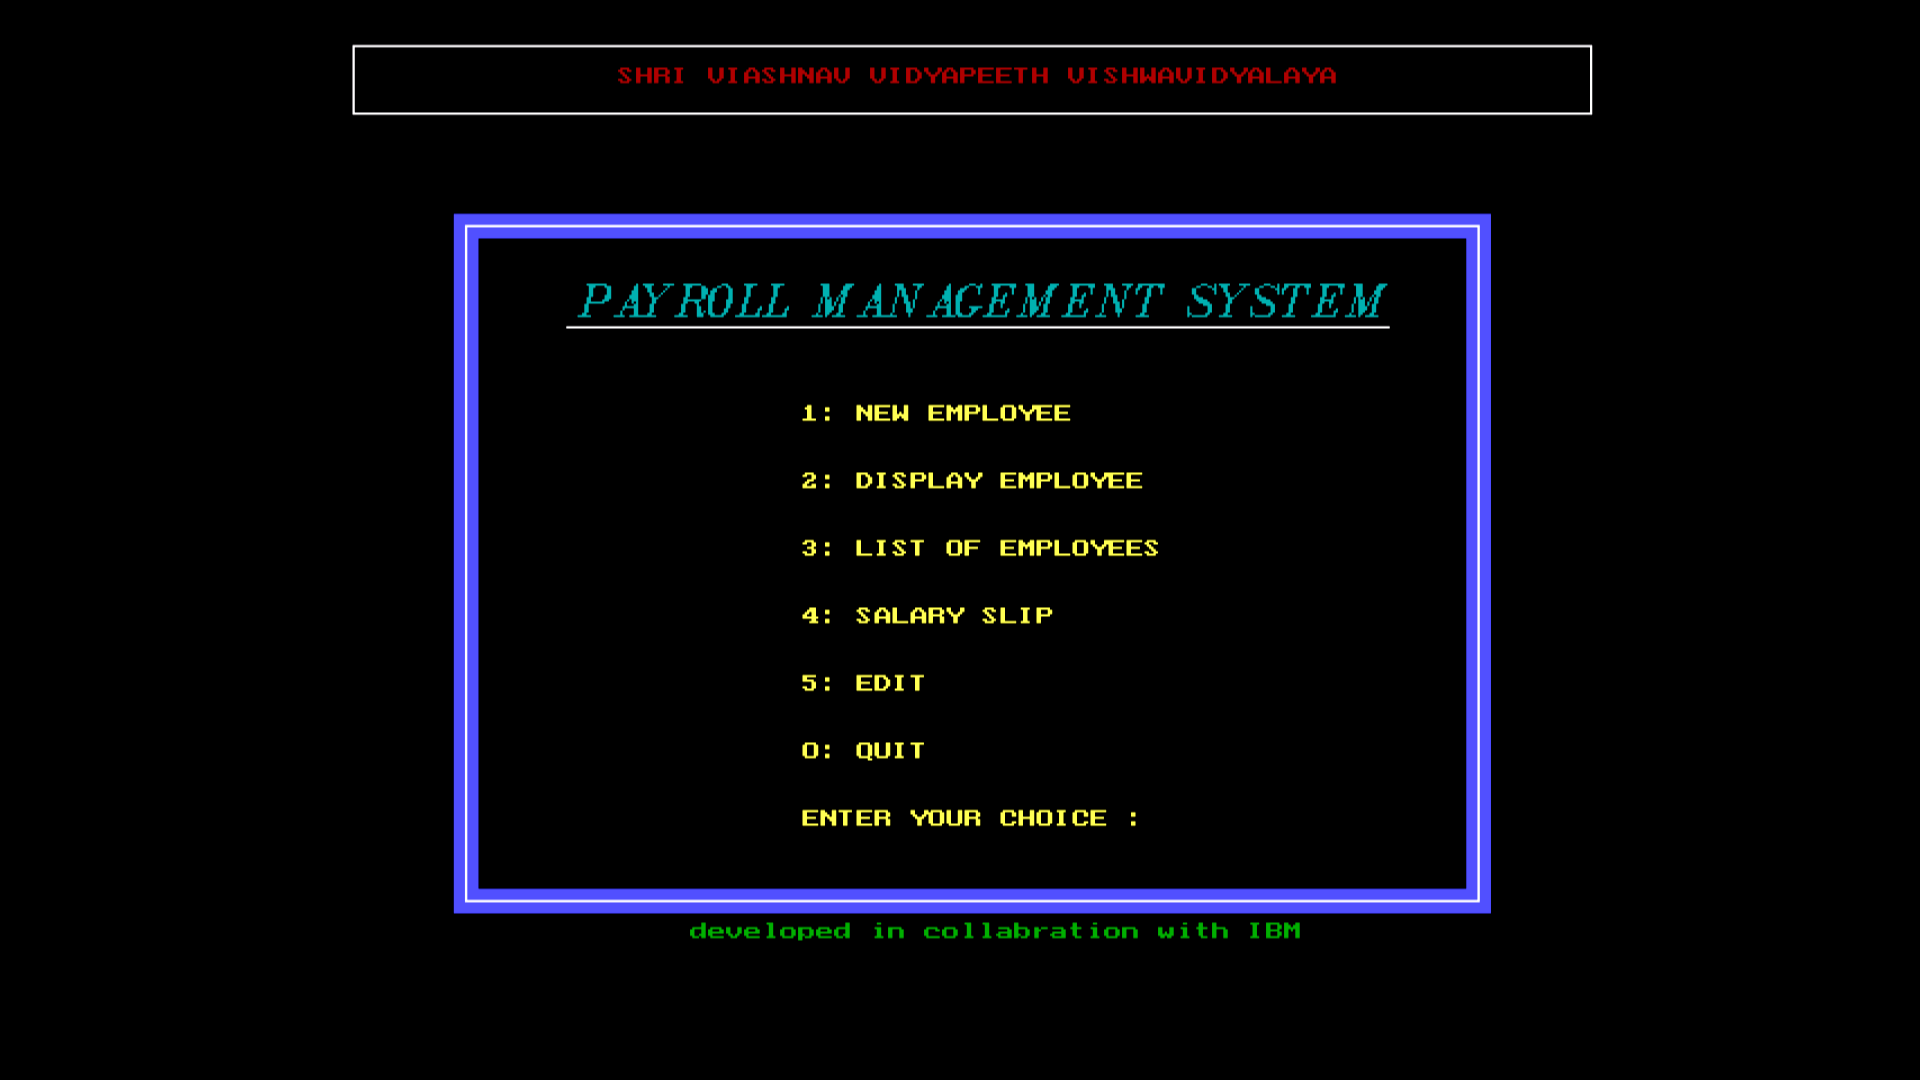 SHRI VIASHNAV VIDYAPEETH VISHWAVIDYALAYA
PAYROLL MANAGEMENT SYSTEM
1: NEW EMPLOYEE
2: DISPLAY EMPLOYEE
3: LIST OF EMPLOYEES
4: SALARY SLIP
5: EDIT
0: QUIT
ENTER YOUR CHOICE :
developed in collabration with IBM